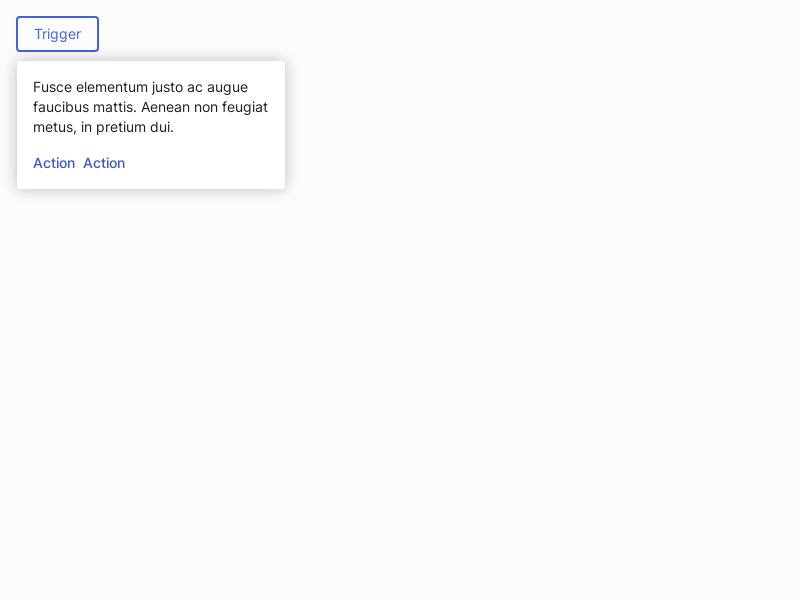 Trigger
Fusce elementum justo ac augue
faucibus mattis. Aenean non feugiat
metus, in pretium dui.
Action Action